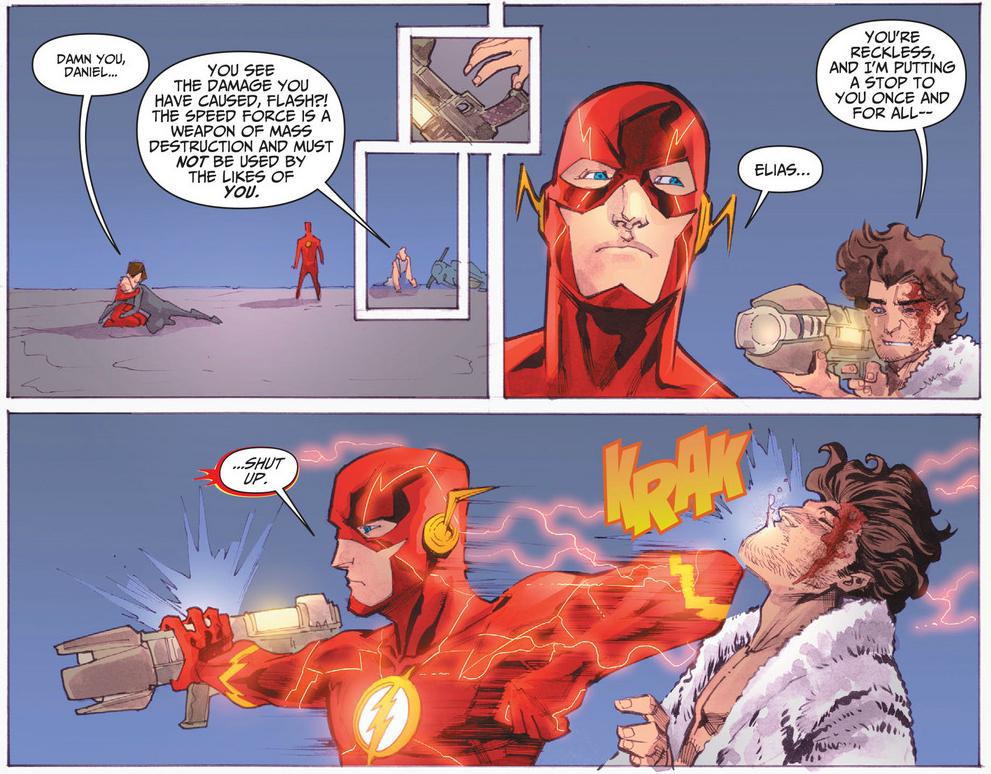 DAMN YOU,
DANIEL...
YOU SEE
THE DAMAGE YOU
HAVE CAUSED, FLASH?!
THE SPEED FORCE IS A
WEAPON OF MASS
DESTRUCTION AND MUST
NOT BE USED BY
THE LIKES OF
YOU.
ELIAS...
YOU'RE
RECKLESS,
AND I'M PUTTING
A STOP TO
YOU ONCE AND
FOR ALL--
...SHUT
UP.
KRAK